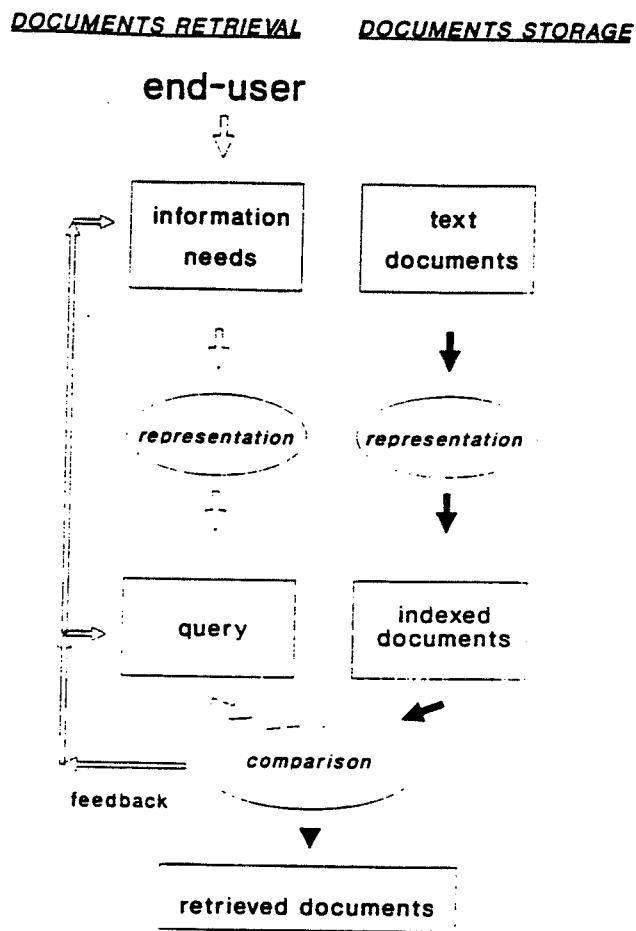 DOCUMENTS RETRIEVAL DOCUMENTS STORAGE
end-user
information
needs
text
documents
representation
representation
query
indexed
documents
comparison
feedback
retrieved documents